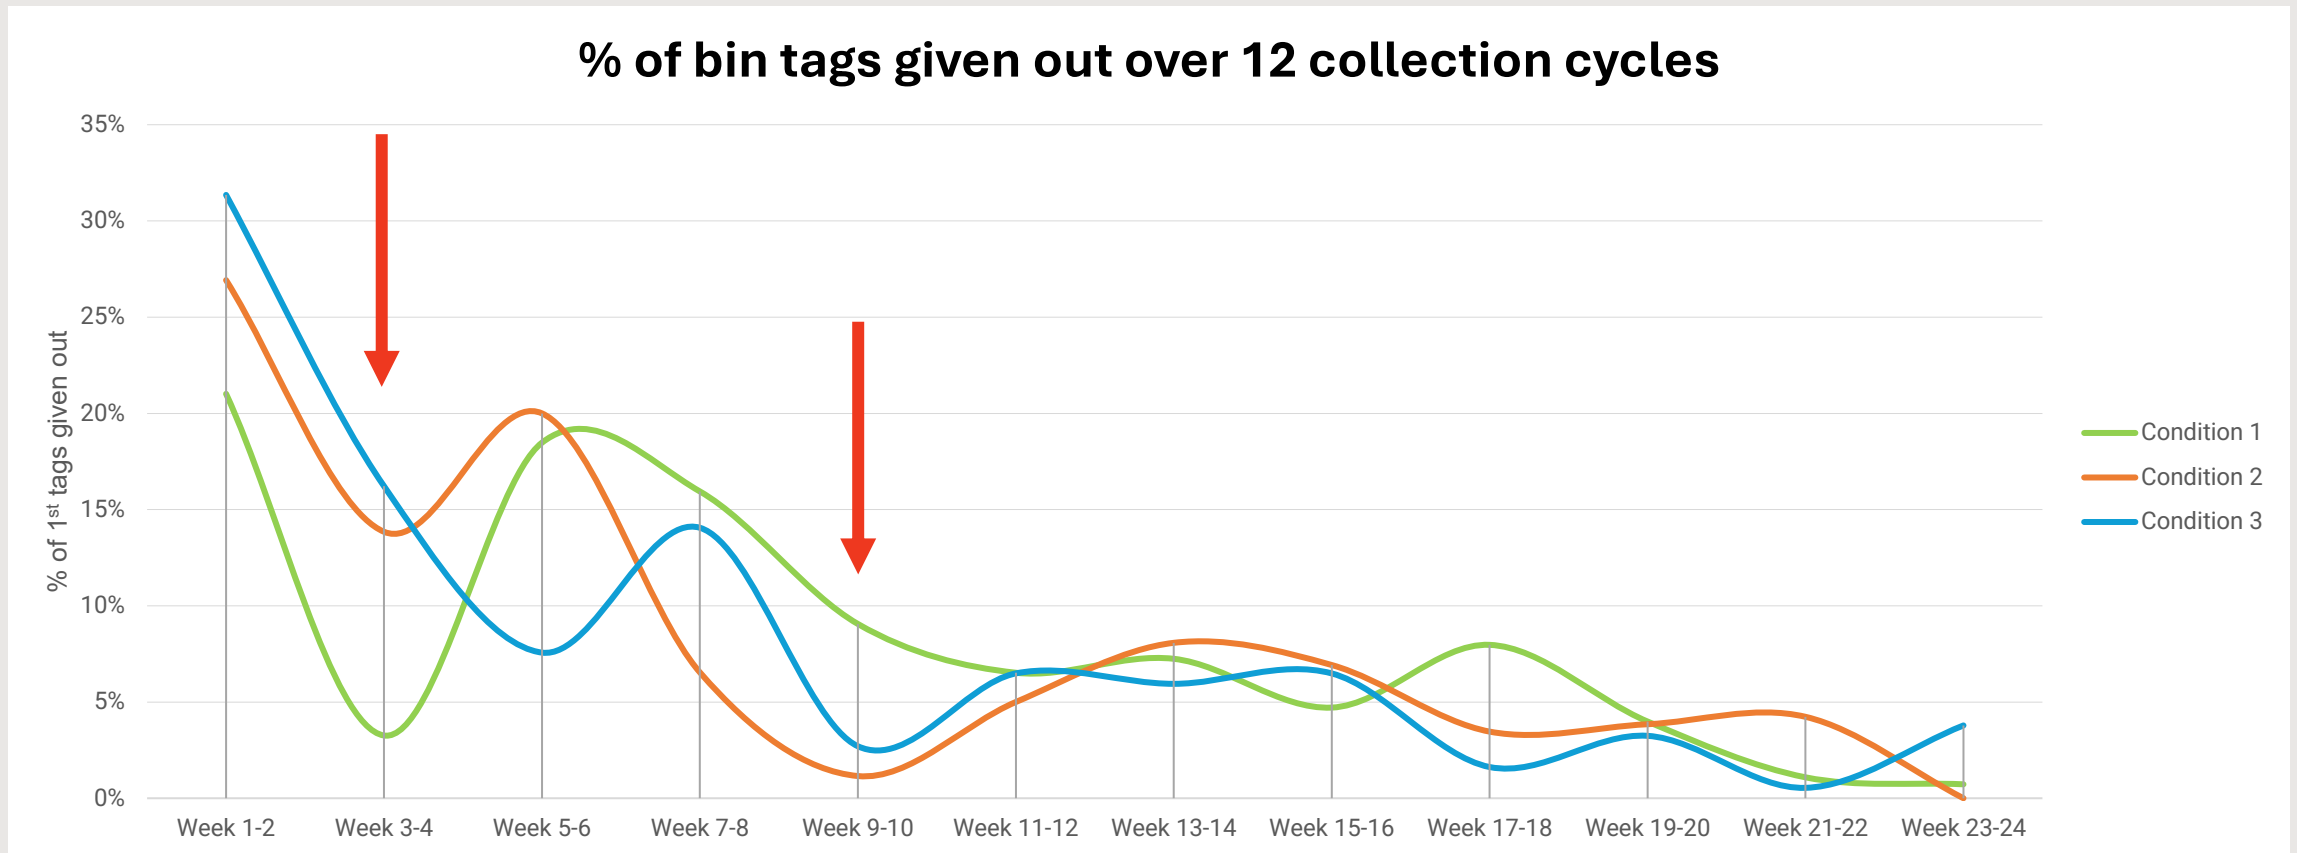 % of bin tags given out over 12 collection cycles
35%
30%
25%
20%
15%
10%
5%
0%
% of 1st tags given out
Week 1-2
Week 3-4
Week 5-6
Week 7-8
Week 9-10
Week 11-12
Week 13-14
Week 15-16
Week 17-18
Week 19-20
Week 21-22
Week 23-24
Condition 1
Condition 2
Condition 3